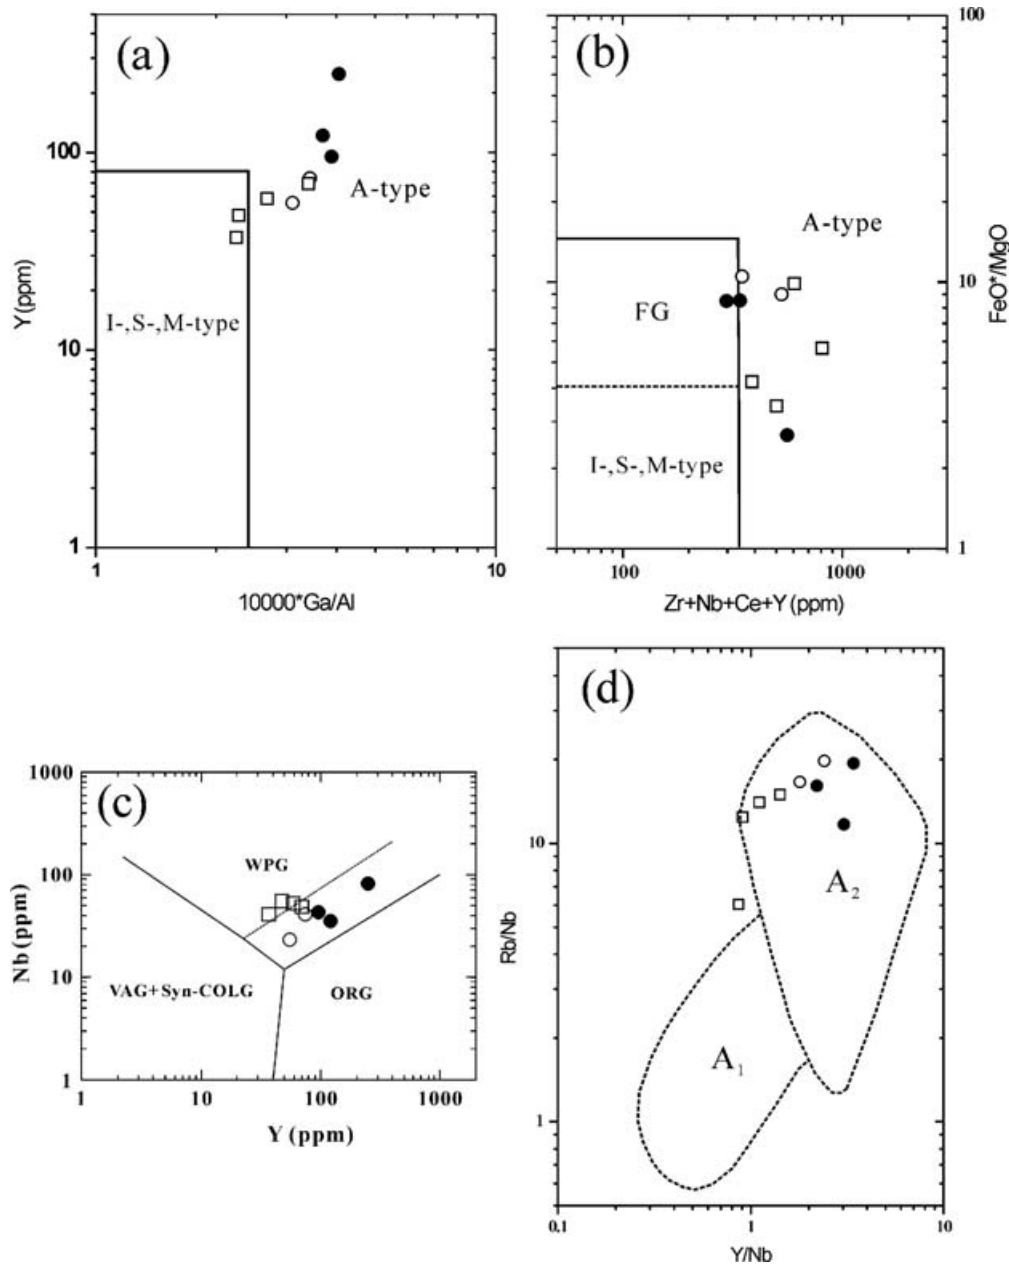 (a)
100
10
1
Y(ppm)
A-type
I-,S-,M-type
1
10
10000*Ga/Al
(b)
100
10
1
FeO*/MgO
A-type
FG
I-,S-,M-type
100
1000
Zr+Nb+Ce+Y(ppm)
(c)
1000
100
10
1
Nb(ppm)
WPG
VAG+Syn-COLG
ORG
1
10
100
1000
Y (ppm)
(d)
10
1
Rb/Nb
A₂
A₁
0.1
1
10
Y/Nb